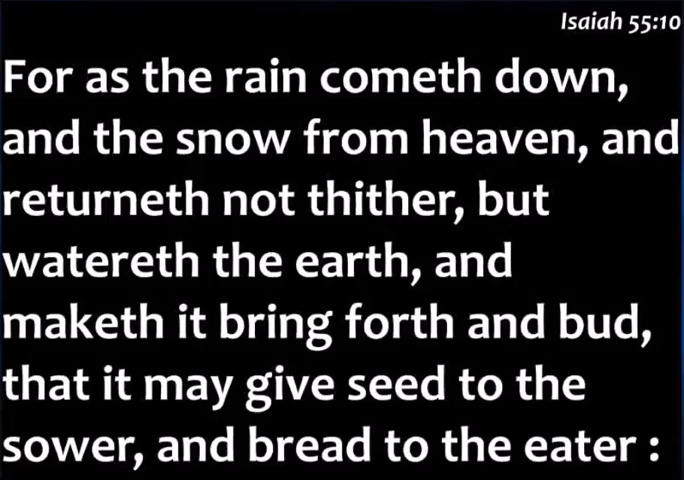 Isaiah 55:10
For as the rain cometh down,
and the snow from heaven, and
returneth not thither, but
watereth the earth, and
maketh it bring forth and bud,
that it may give seed to the
sower, and bread to the eater :